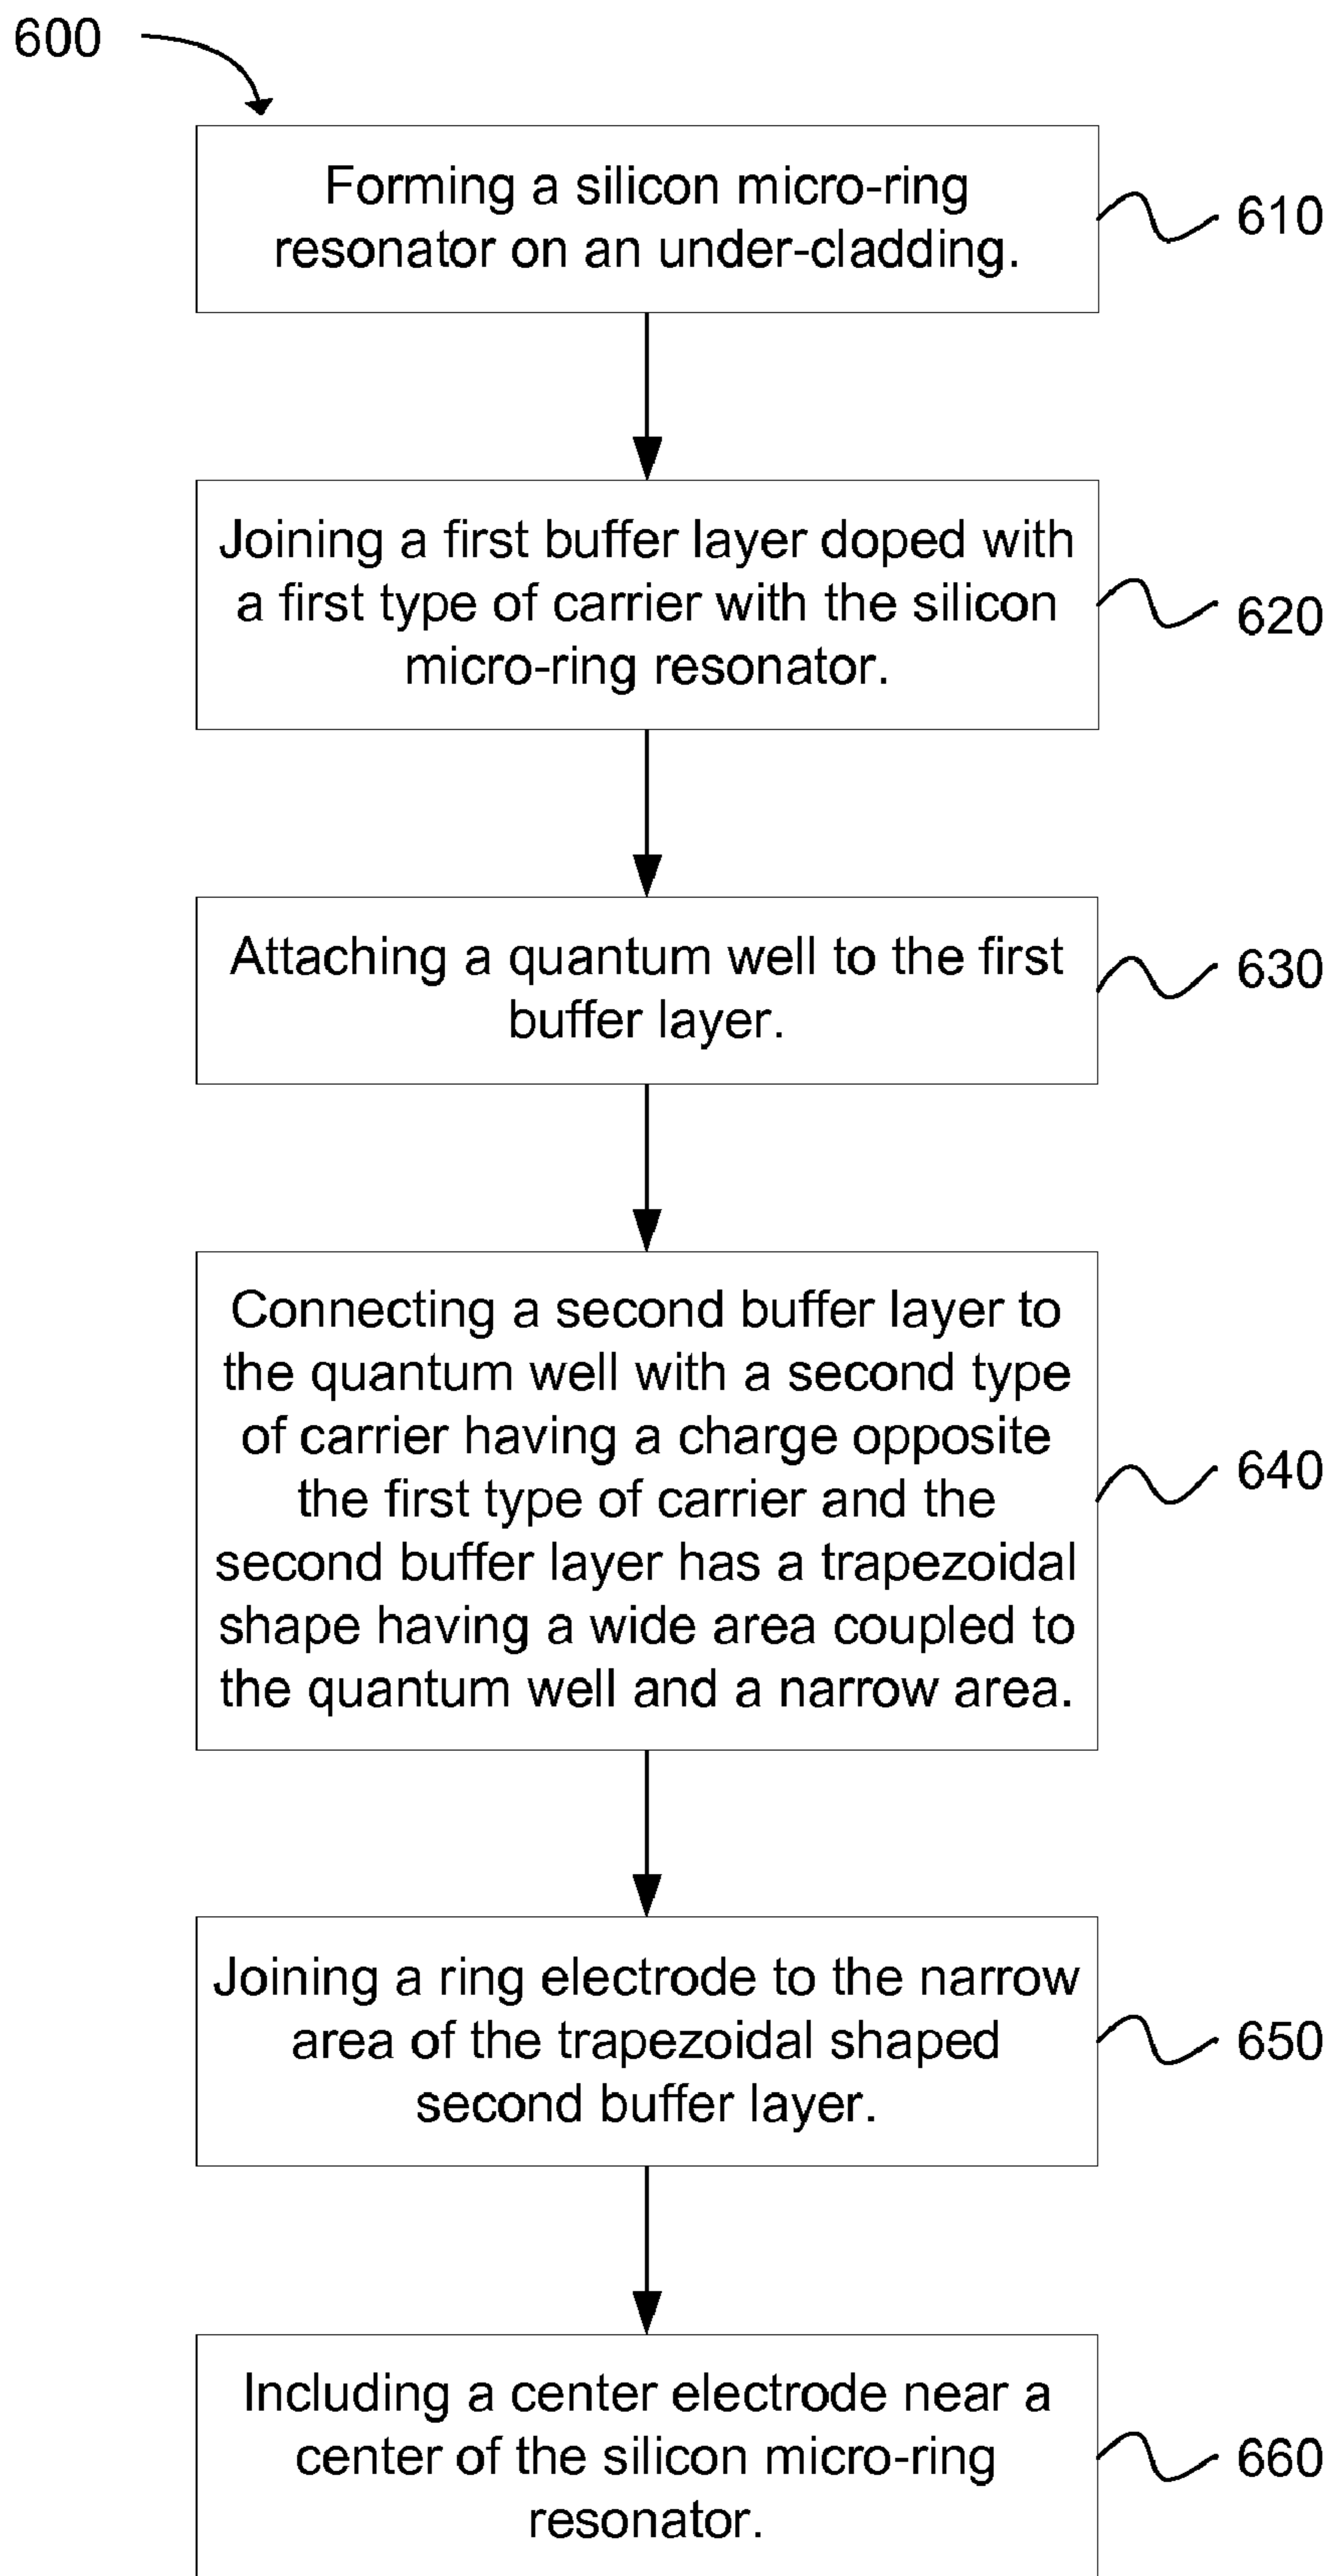 600
Forming a silicon micro-ring
resonator on an under-cladding.
610
Joining a first buffer layer doped with
a first type of carrier with the silicon
micro-ring resonator.
620
Attaching a quantum well to the first
buffer layer.
630
Connecting a second buffer layer to
the quantum well with a second type
of carrier having a charge opposite
the first type of carrier and the
second buffer layer has a trapezoidal
shape having a wide area coupled to
the quantum well and a narrow area.
640
Joining a ring electrode to the narrow
area of the trapezoidal shaped
second buffer layer.
650
Including a center electrode near a
center of the silicon micro-ring
resonator.
660